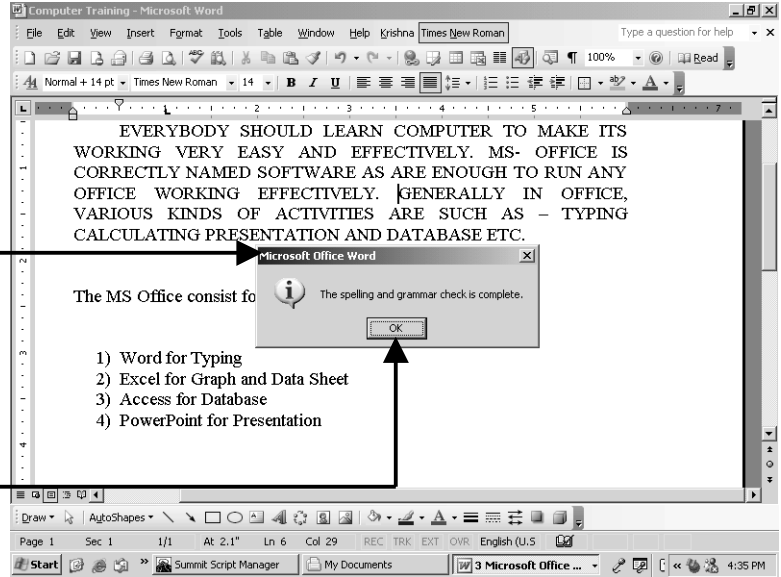 Computer Training - Microsoft Word
File Edit View Insert Format Tools Table Window Help Krishna Times New Roman Type a question for help
100% Read
Normal + 14 pt Times New Roman 14 B I U
1 2 3 4 5 7
EVERYBODY SHOULD LEARN COMPUTER TO MAKE ITS
WORKING VERY EASY AND EFFECTIVELY. MS- OFFICE IS
CORRECTLY NAMED SOFTWARE AS ARE ENOUGH TO RUN ANY
OFFICE WORKING EFFECTIVELY. GENERALLY IN OFFICE,
VARIOUS KINDS OF ACTIVITIES ARE SUCH AS – TYPING
CALCULATING PRESENTATION AND DATABASE ETC.
Microsoft Office Word
The spelling and grammar check is complete.
OK
The MS Office consist fo
1) Word for Typing
2) Excel for Graph and Data Sheet
3) Access for Database
4) PowerPoint for Presentation
Draw AutoShapes
Page 1 Sec 1 1/1 At 2.1" Ln 6 Col 29 REC TRK EXT OVR English (U.S
Start » Summit Script Manager My Documents 3 Microsoft Office ... « 4:35 PM